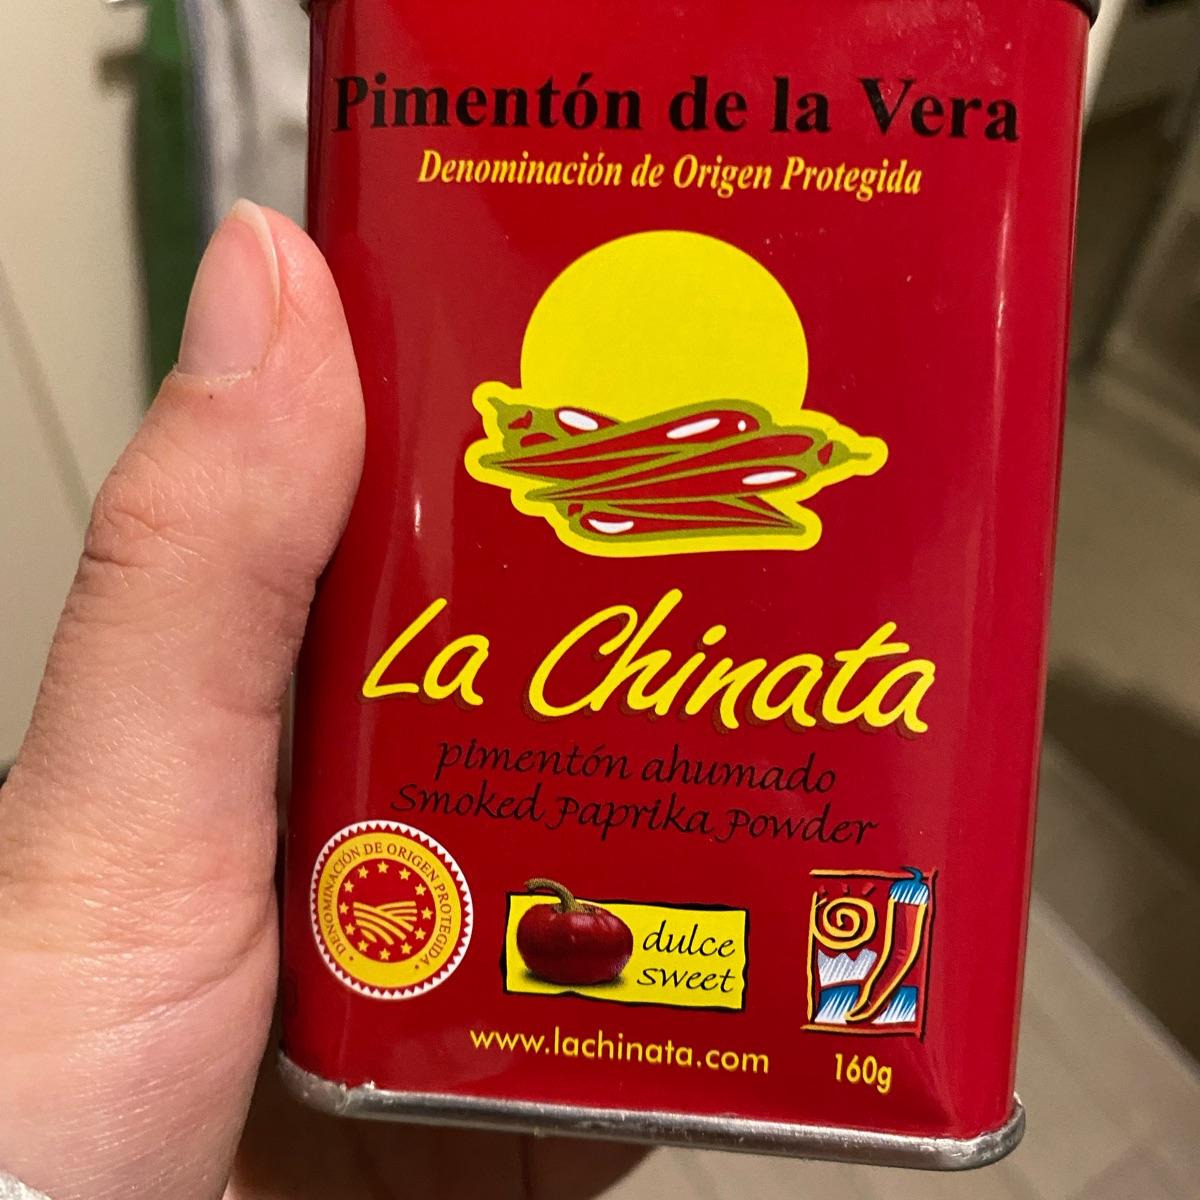 Pimentón de la Vera
Denominación de Origen Protegida
La Chinata
pimentón ahumado
Smoked Paprika Powder
DENOMINACIÓN DE ORIGEN PROTEGIDA
dulce
sweet
www.lachinata.com
160g